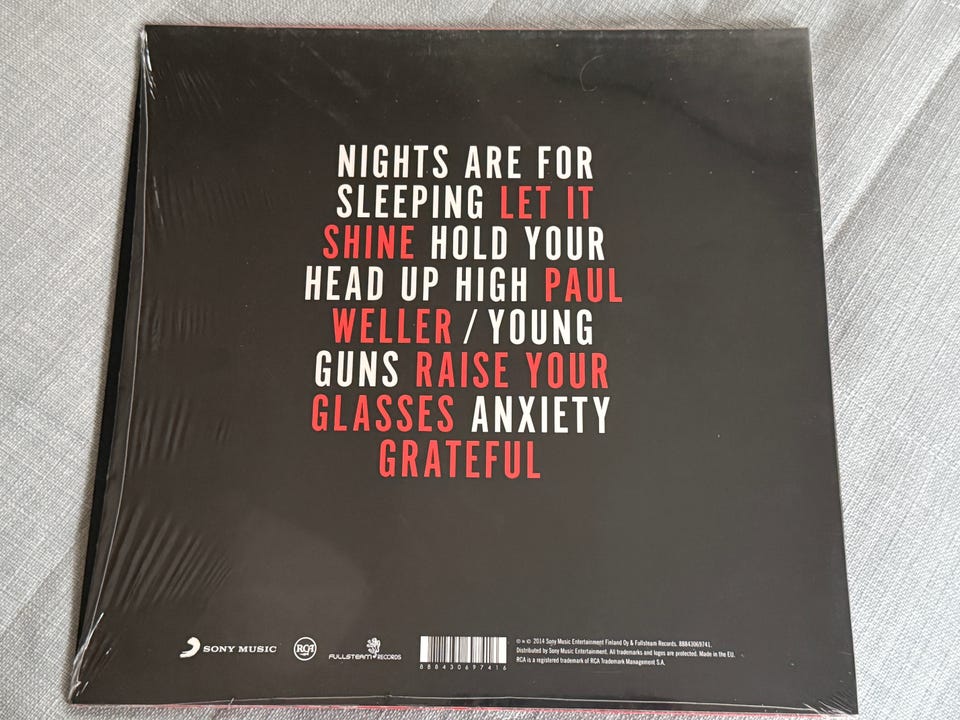 NIGHTS ARE FOR
SLEEPING LET IT
SHINE HOLD YOUR
HEAD UP HIGH PAUL
WELLER / YOUNG
GUNS RAISE YOUR
GLASSES ANXIETY
GRATEFUL
SONY MUSIC
RCA
FULLSTEAM RECORDS
888430697416
℗ & © 2014 Sony Music Entertainment Finland Oy & Fullsteam Records. 88843069741.
Distributed by Sony Music Entertainment. All trademarks and logos are protected. Made in the EU.
RCA is a registered trademark of RCA Trademark Management S.A.